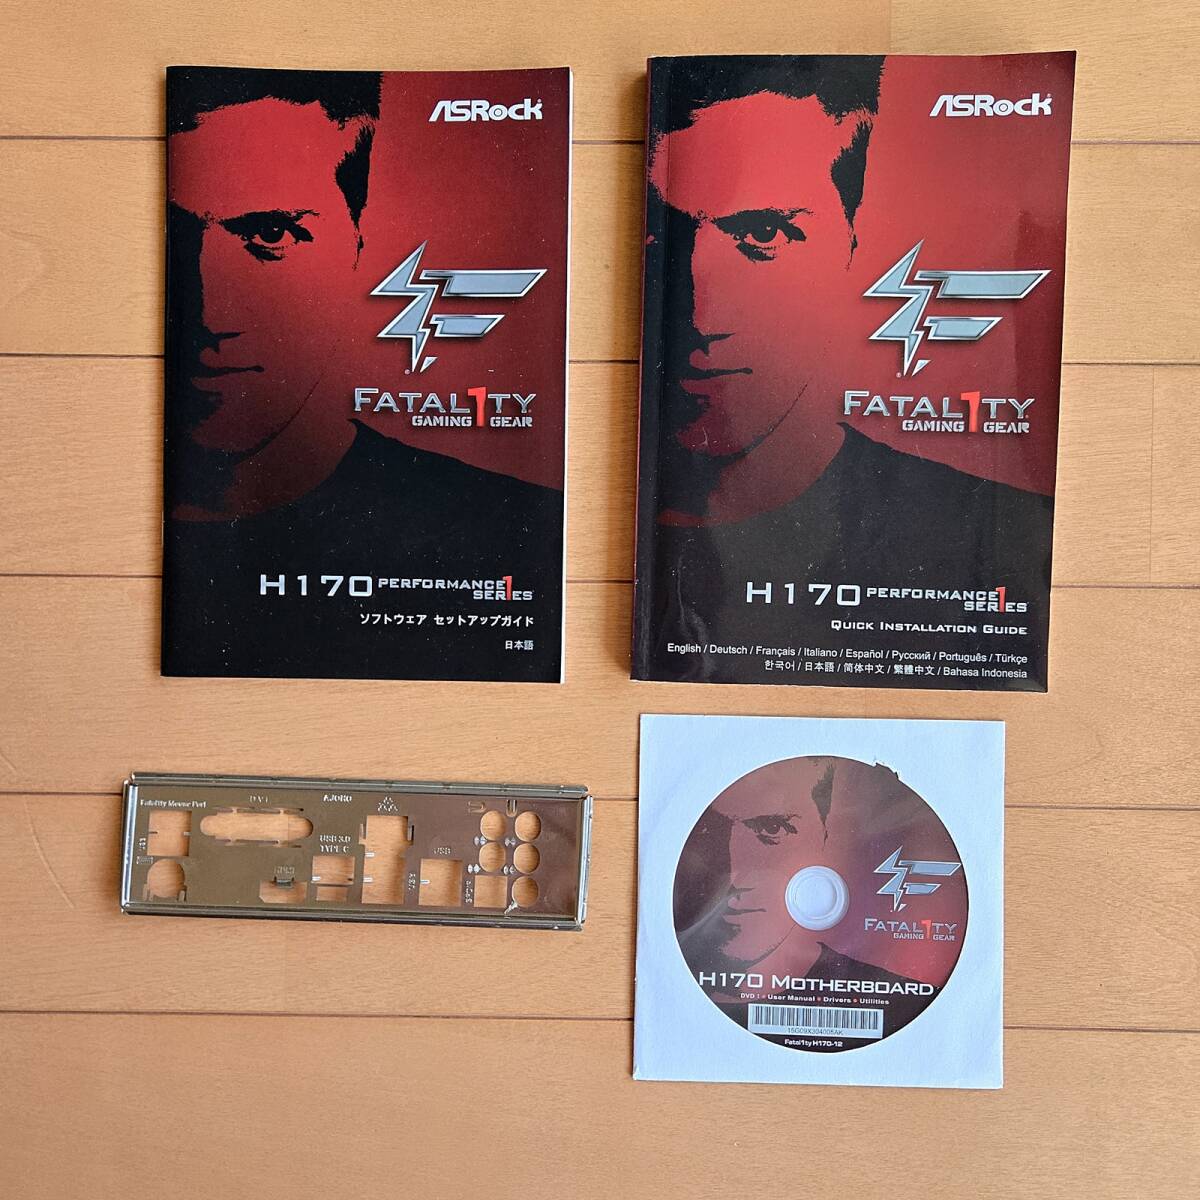 ASRock
FATAL1TY
GAMING GEAR
H170 PERFORMANCE SERIES 1
ソフトウェア セットアップガイド
日本語
ASRock
FATAL1TY
GAMING GEAR
H170 PERFORMANCE SERIES 1
QUICK INSTALLATION GUIDE
English / Deutsch / Français / Italiano / Español / Русский / Português / Türkçe
한국어 / 日本語 / 简体中文 / 繁體中文 / Bahasa Indonesia
Fatal1ty Mouse Port
DVI
USB 3.0
TYPE C
USB
FATAL1TY
GAMING GEAR
H170 MOTHERBOARD
User Manual ● Drivers ● Utilities
15G09X304005AK
Fatal1ty H170-12